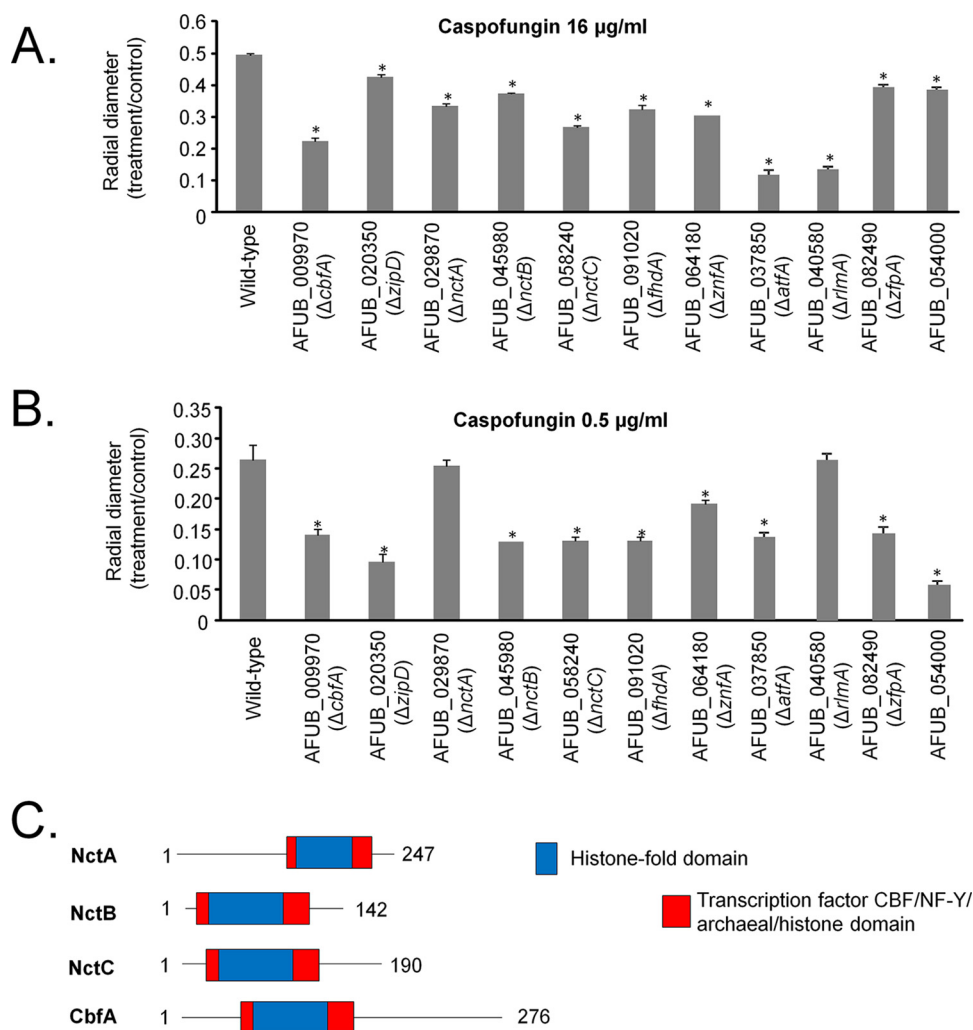 A.
Caspofungin 16 µg/ml
Radial diameter
(treatment/control)
0.6
0.5
0.4
0.3
0.2
0.1
0
*
*
*
*
*
*
*
*
*
*
*
Wild-type
AFUB_009970
(ΔcbfA)
AFUB_020350
(ΔzipD)
AFUB_029870
(ΔnctA)
AFUB_045980
(ΔnctB)
AFUB_058240
(ΔnctC)
AFUB_091020
(ΔfhdA)
AFUB_064180
(ΔznfA)
AFUB_037850
(ΔatfA)
AFUB_040580
(ΔrlmA)
AFUB_082490
(ΔzfpA)
AFUB_054000
B.
Caspofungin 0.5 µg/ml
Radial diameter
(treatment/control)
0.35
0.30
0.25
0.20
0.15
0.10
0.05
0
*
*
*
*
*
*
*
*
*
Wild-type
AFUB_009970
(ΔcbfA)
AFUB_020350
(ΔzipD)
AFUB_029870
(ΔnctA)
AFUB_045980
(ΔnctB)
AFUB_058240
(ΔnctC)
AFUB_091020
(ΔfhdA)
AFUB_064180
(ΔznfA)
AFUB_037850
(ΔatfA)
AFUB_040580
(ΔrlmA)
AFUB_082490
(ΔzfpA)
AFUB_054000
C.
NctA 1 247
NctB 1 142
NctC 1 190
CbfA 1 276
Histone-fold domain
Transcription factor CBF/NF-Y/
archaeal/histone domain